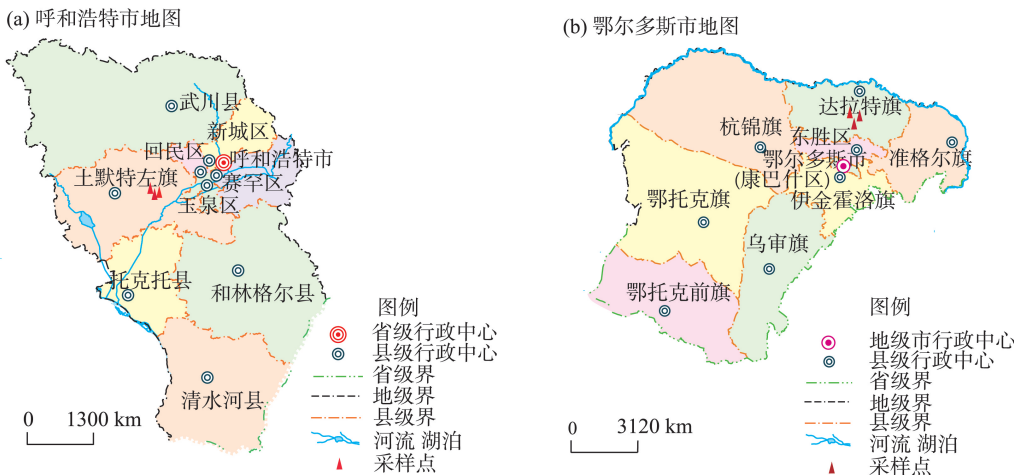 (a) 呼和浩特市地图
武川县
新城区
回民区
呼和浩特市
土默特左旗
赛罕区
玉泉区
托克托县
和林格尔县
清水河县
图例
省级行政中心
县级行政中心
省级界
地级界
县级界
河流 湖泊
采样点
0 1300 km
(b) 鄂尔多斯市地图
达拉特旗
杭锦旗
东胜区
准格尔旗
鄂尔多斯市
(康巴什区)
伊金霍洛旗
鄂托克旗
乌审旗
鄂托克前旗
图例
地级市行政中心
县级行政中心
省级界
地级界
县级界
河流 湖泊
采样点
0 3120 km